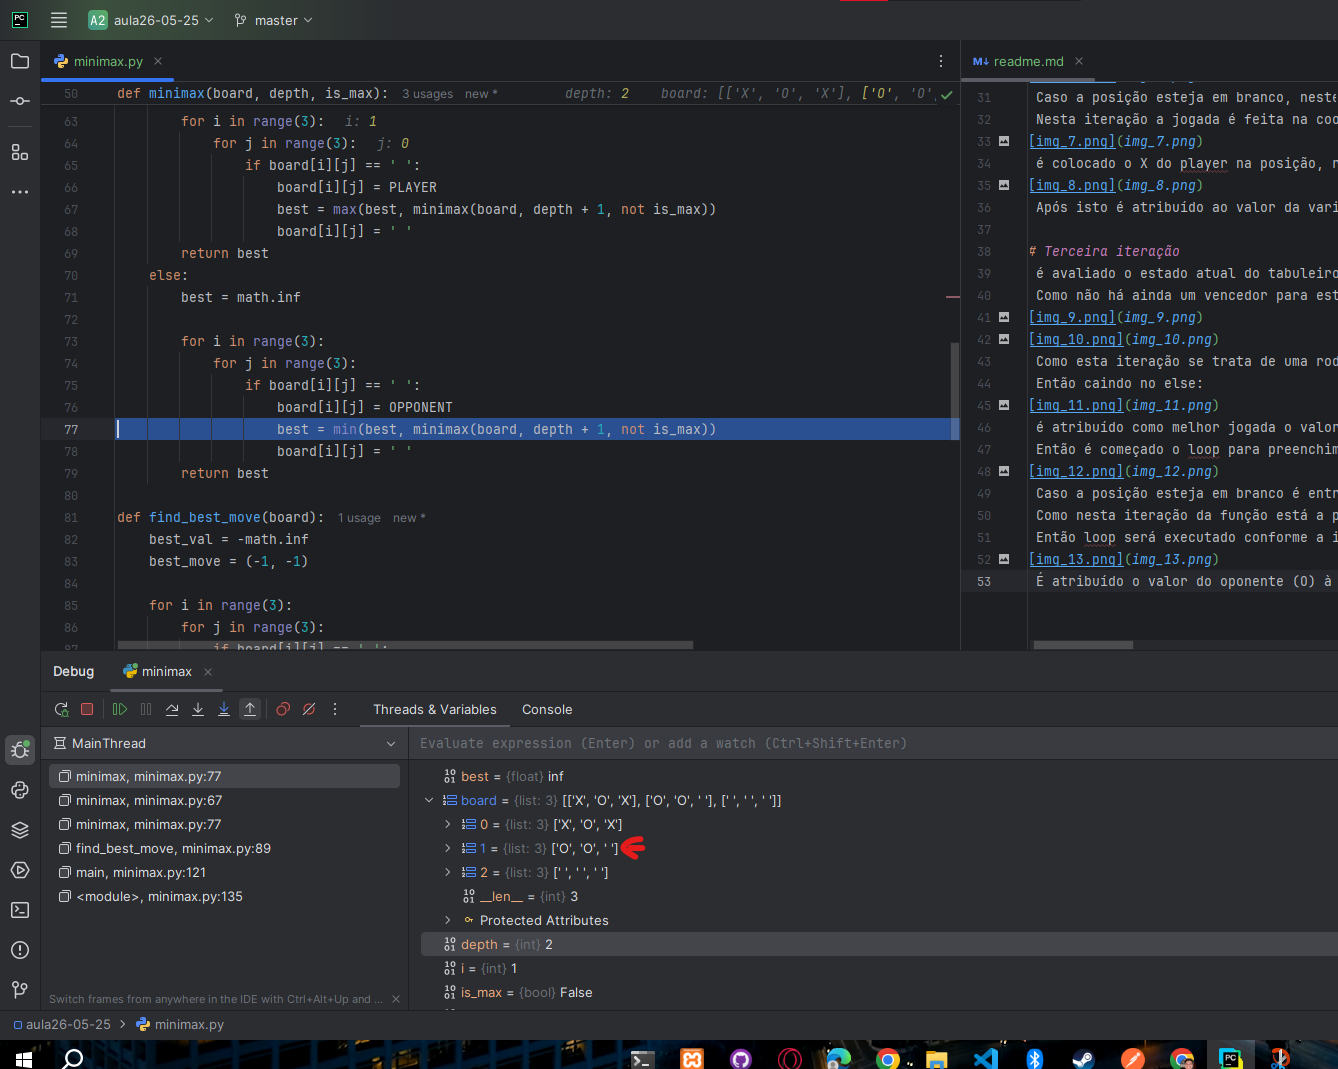 A2 aula26-05-25 master
minimax.py
readme.md
50 def minimax(board, depth, is_max): 3 usages new * depth: 2 board: [['X', 'O', 'X'], ['O', 'O',
63 for i in range(3): i: 1
64 for j in range(3): j: 0
65 if board[i][j] == ' ':
66 board[i][j] = PLAYER
67 best = max(best, minimax(board, depth + 1, not is_max))
68 board[i][j] = ' '
69 return best
70 else:
71 best = math.inf
72
73 for i in range(3):
74 for j in range(3):
75 if board[i][j] == ' ':
76 board[i][j] = OPPONENT
77 best = min(best, minimax(board, depth + 1, not is_max))
78 board[i][j] = ' '
79 return best
80
81 def find_best_move(board): 1 usage new *
82 best_val = -math.inf
83 best_move = (-1, -1)
84
85 for i in range(3):
86 for j in range(3):
87 if board[i][j] == ' ':
31 Caso a posição esteja em branco, neste
32 Nesta iteração a jogada é feita na coo
33 [img_7.png](img_7.png)
34 é colocado o X do player na posição, r
35 [img_8.png](img_8.png)
36 Após isto é atribuído ao valor da vari
37
38 # Terceira iteração
39 é avaliado o estado atual do tabuleiro
40 Como não há ainda um vencedor para est
41 [img_9.png](img_9.png)
42 [img_10.png](img_10.png)
43 Como esta iteração se trata de uma rod
44 Então caindo no else:
45 [img_11.png](img_11.png)
46 é atribuído como melhor jogada o valor
47 Então é começado o loop para preenchim
48 [img_12.png](img_12.png)
49 Caso a posição esteja em branco é entr
50 Como nesta iteração da função está a p
51 Então loop será executado conforme a i
52 [img_13.png](img_13.png)
53 É atribuído o valor do oponente (O) à
Debug minimax
Threads & Variables Console
MainThread
Evaluate expression (Enter) or add a watch (Ctrl+Shift+Enter)
minimax, minimax.py:77
minimax, minimax.py:67
minimax, minimax.py:77
find_best_move, minimax.py:89
main, minimax.py:121
<module>, minimax.py:135
Switch frames from anywhere in the IDE with Ctrl+Alt+Up and ...
best = {float} inf
board = {list: 3} [['X', 'O', 'X'], ['O', 'O', ' '], [' ', ' ', ' ']]
0 = {list: 3} ['X', 'O', 'X']
1 = {list: 3} ['O', 'O', ' ']
2 = {list: 3} [' ', ' ', ' ']
__len__ = {int} 3
Protected Attributes
depth = {int} 2
i = {int} 1
is_max = {bool} False
aula26-05-25 > minimax.py